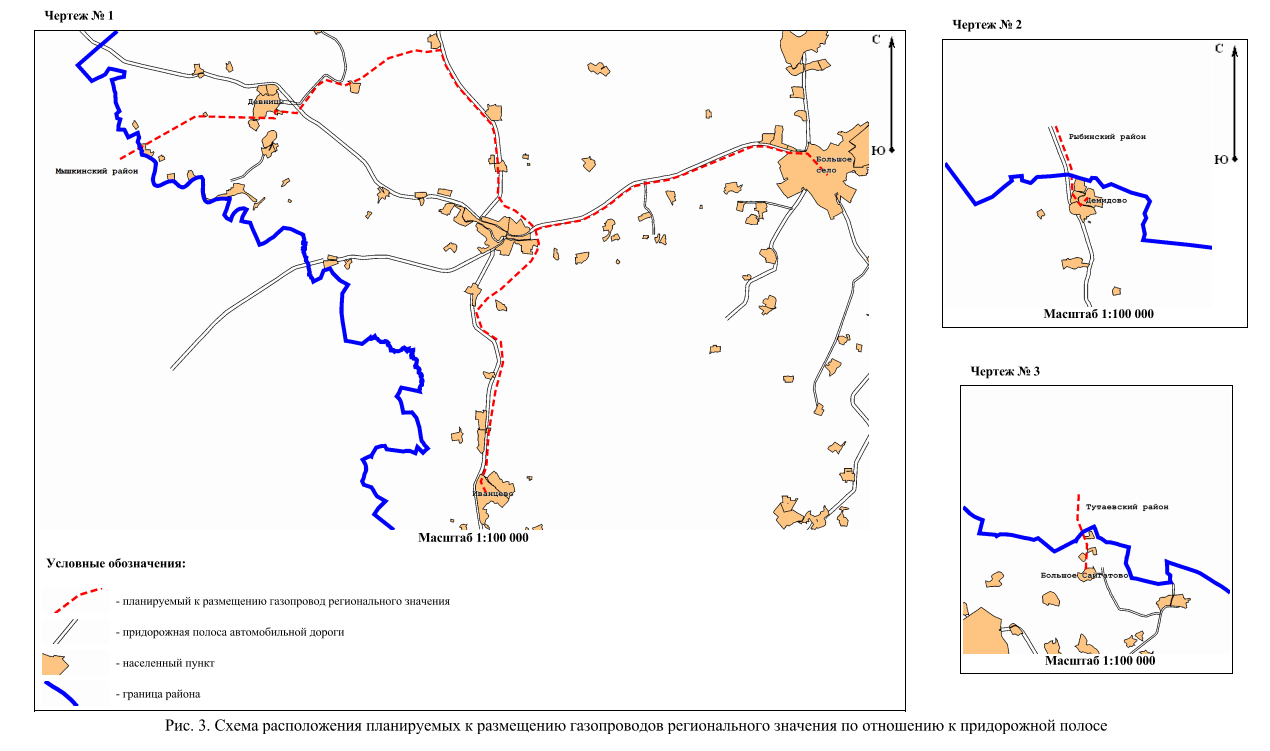 Чертеж № 1
С
Девницы
Большое
село
Ю
Мышкинский район
Иванцево
Масштаб 1:100 000
Условные обозначения:
- планируемый к размещению газопровод регионального значения
- придорожная полоса автомобильной дороги
- населенный пункт
- граница района
Чертеж № 2
С
Рыбинский район
Ю
Демидово
Масштаб 1:100 000
Чертеж № 3
Тутаевский район
Большое Сайгатово
Масштаб 1:100 000
Рис. 3. Схема расположения планируемых к размещению газопроводов регионального значения по отношению к придорожной полосе